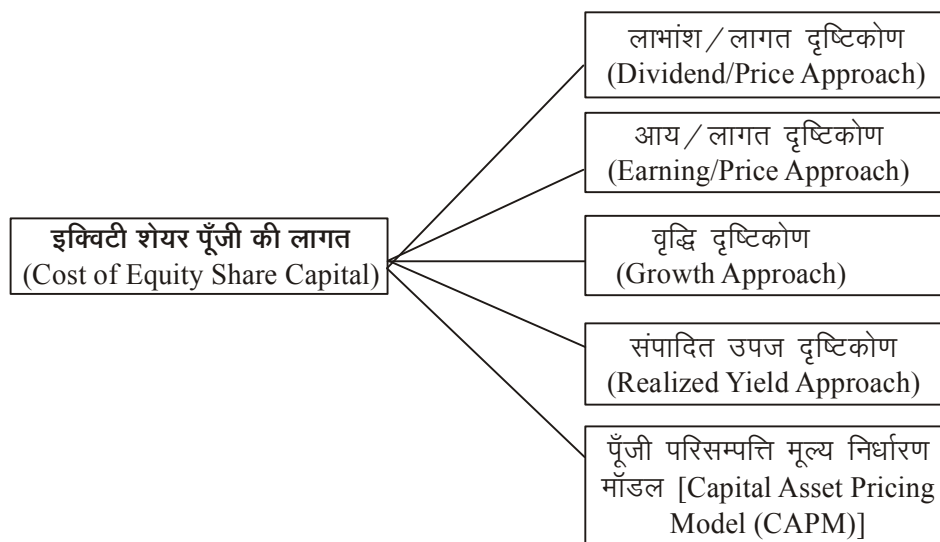 लाभांश/लागत दृष्टिकोण
(Dividend/Price Approach)
आय/लागत दृष्टिकोण
(Earning/Price Approach)
इक्विटी शेयर पूँजी की लागत
(Cost of Equity Share Capital)
वृद्धि दृष्टिकोण
(Growth Approach)
संपादित उपज दृष्टिकोण
(Realized Yield Approach)
पूँजी परिसम्पत्ति मूल्य निर्धारण
मॉडल [Capital Asset Pricing
Model (CAPM)]